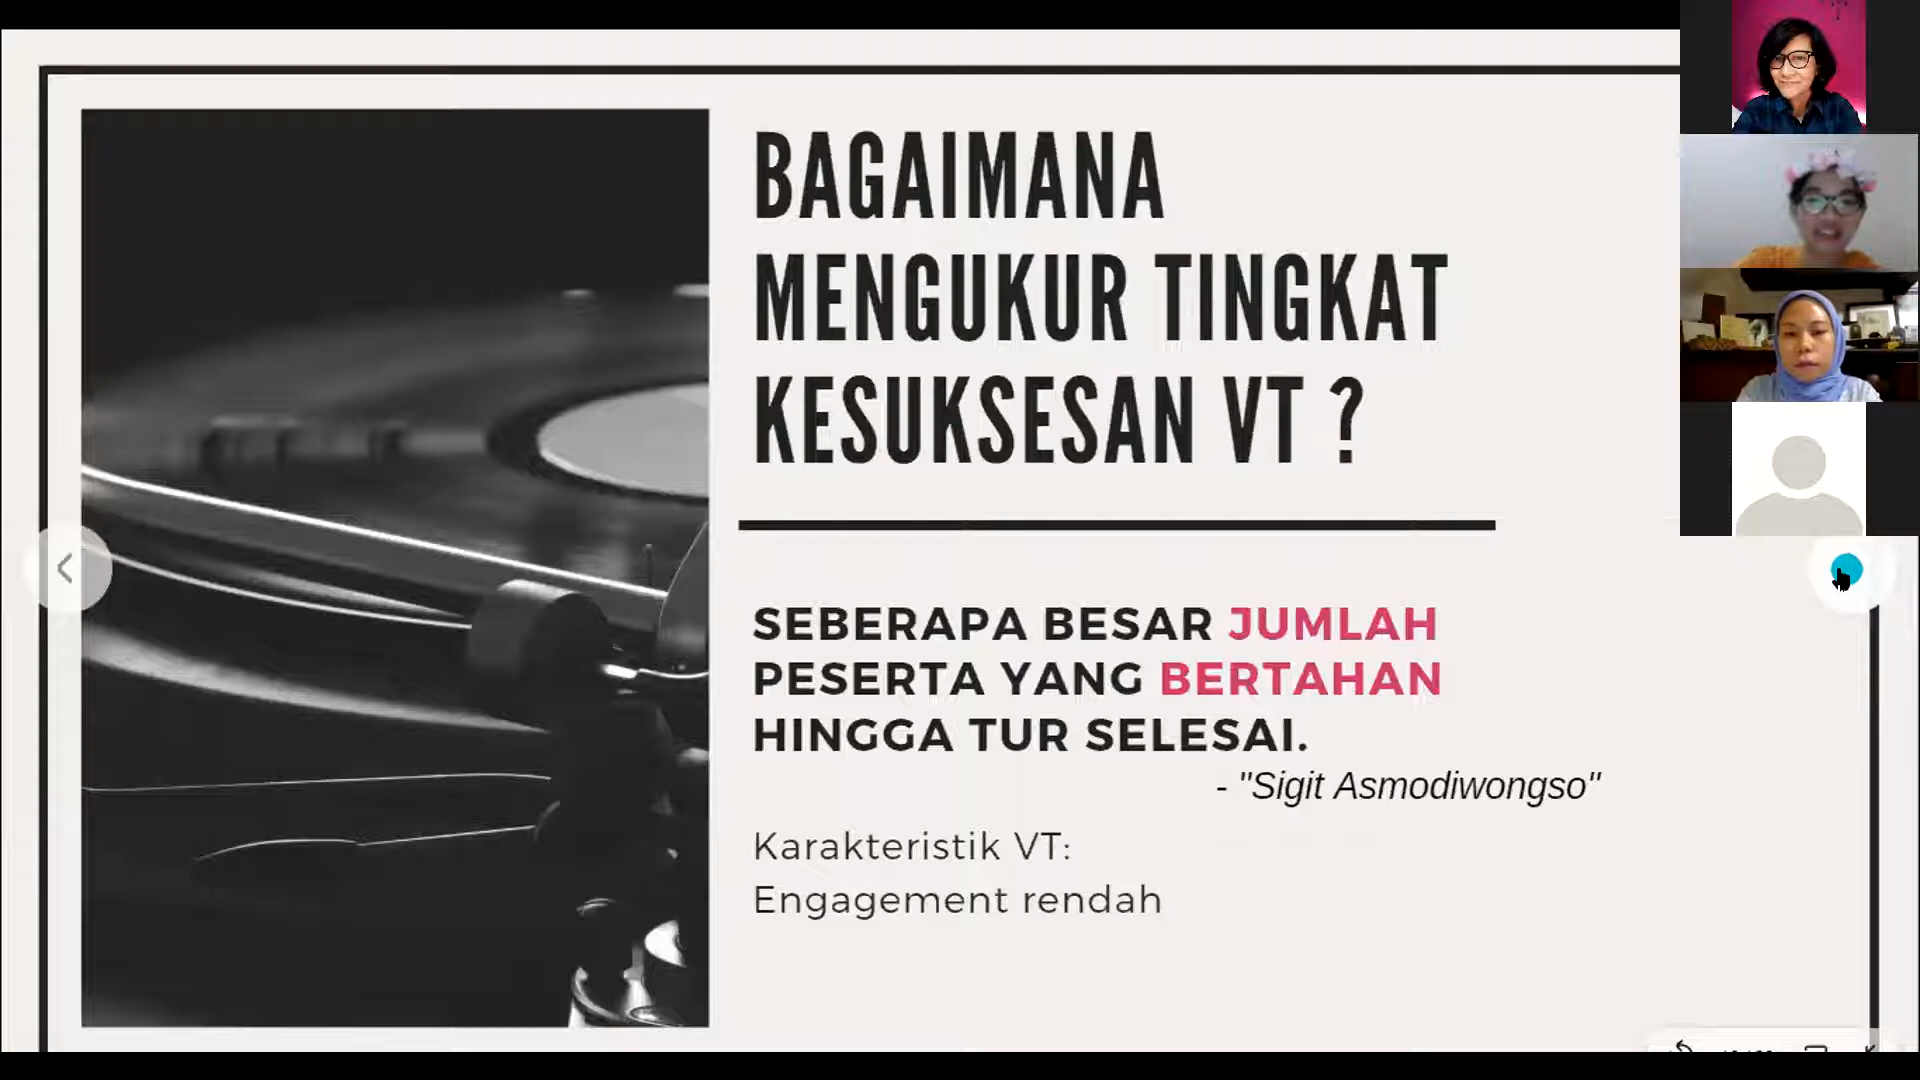 BAGAIMANA
MENGUKUR TINGKAT
KESUKSESAN VT ?
SEBERAPA BESAR JUMLAH
PESERTA YANG BERTAHAN
HINGGA TUR SELESAI.
- "Sigit Asmodiwongso"
Karakteristik VT:
Engagement rendah